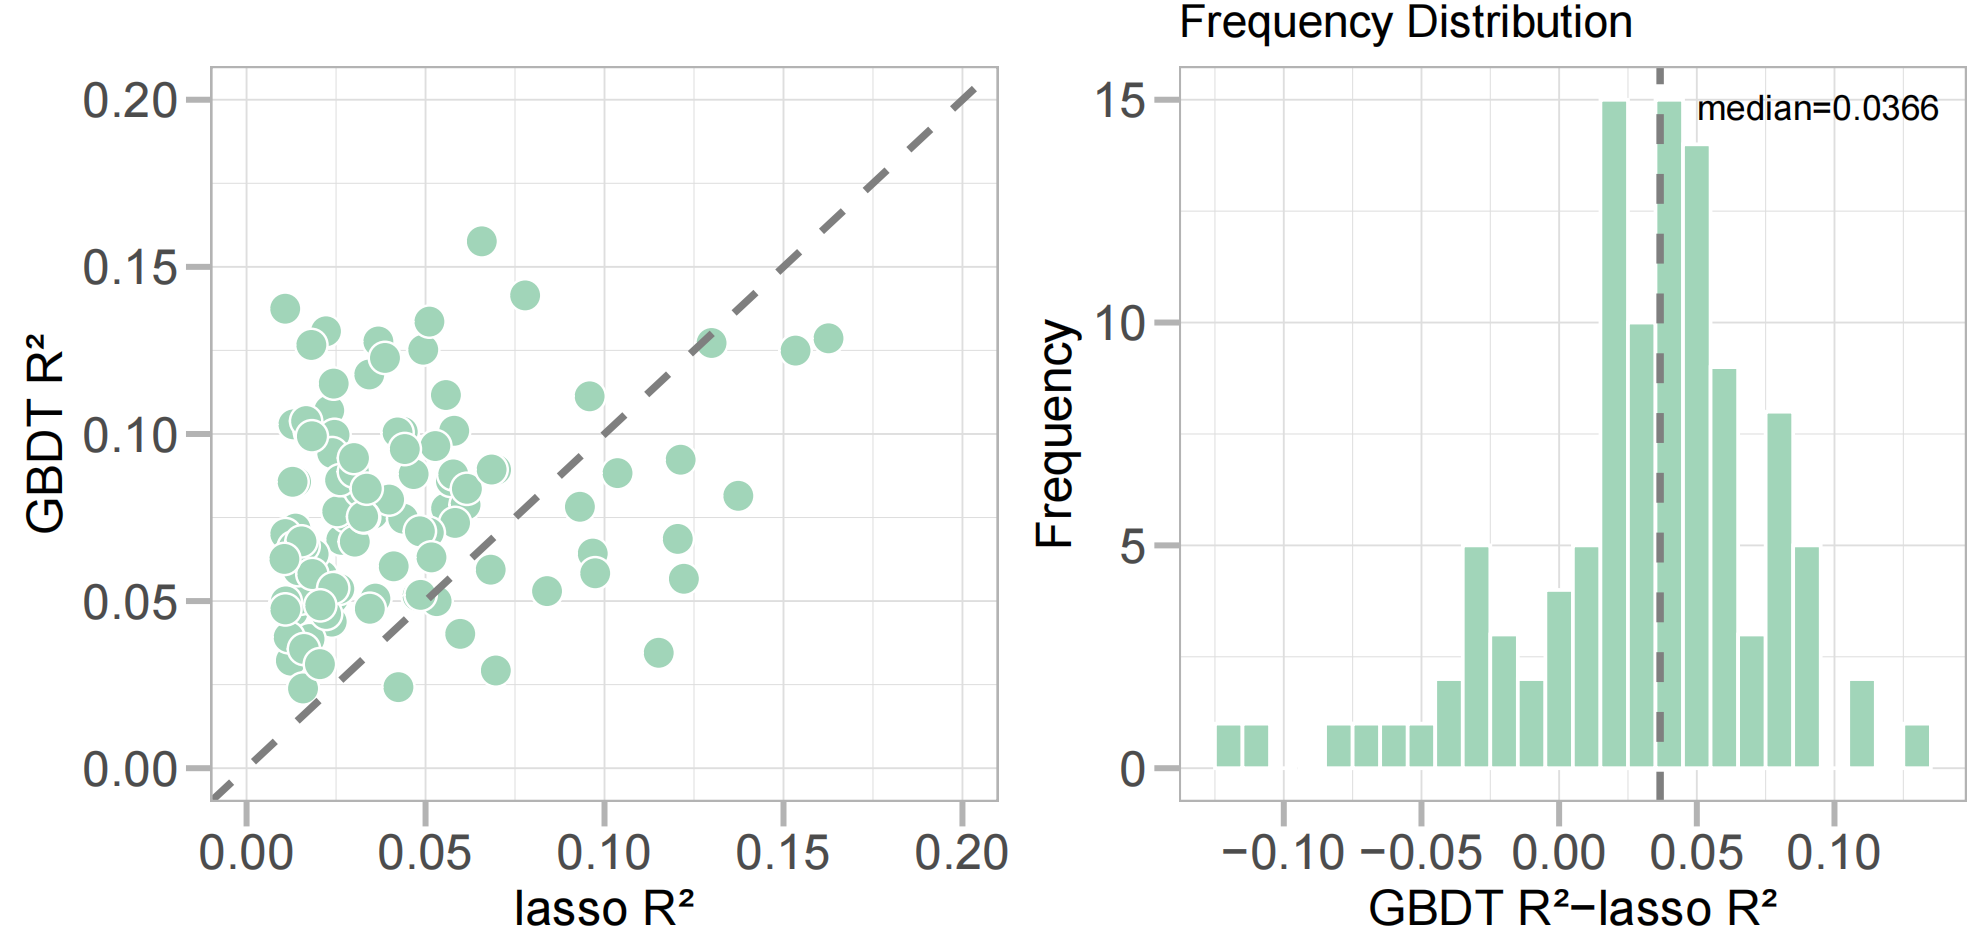 0.20
0.15
0.10
0.05
0.00
GBDT R²
0.00 0.05 0.10 0.15 0.20
lasso R²
Frequency Distribution
median=0.0366
15
10
5
0
Frequency
−0.10 −0.05 0.00 0.05 0.10
GBDT R²−lasso R²